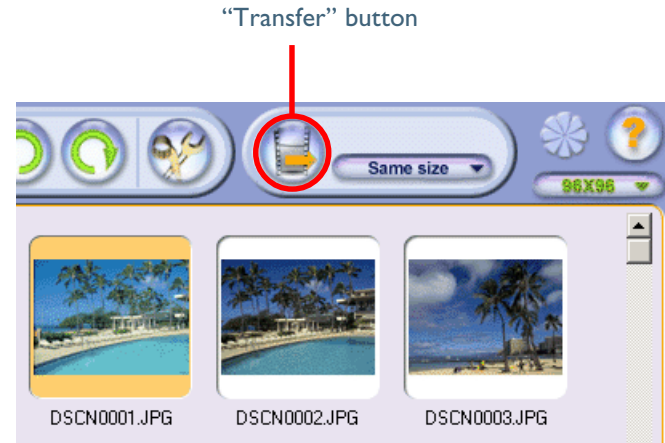 “Transfer” button
?
Same size
96X96
DSCN0001.JPG
DSCN0002.JPG
DSCN0003.JPG